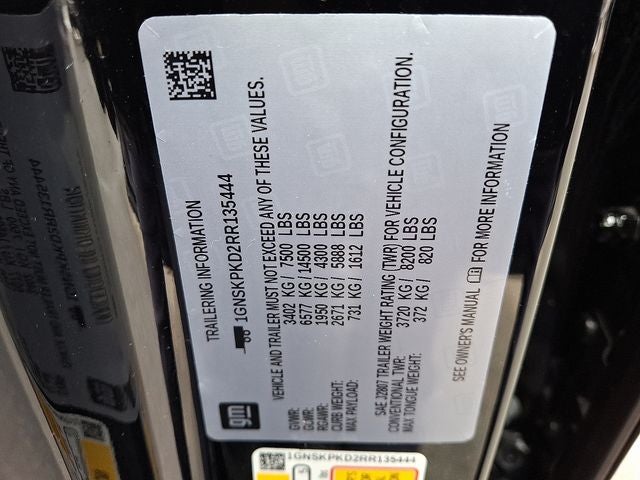 TRAILERING INFORMATION
1GNSKPKD2RR135444
VEHICLE AND TRAILER MUST NOT EXCEED ANY OF THESE VALUES.
GVWR: 3402 KG / 7500 LBS
GCWR: 6577 KG / 14500 LBS
RGAWR: 1950 KG / 4300 LBS
CURB WEIGHT: 2671 KG / 5888 LBS
MAX PAYLOAD: 731 KG / 1612 LBS
SAE J2807 TRAILER WEIGHT RATING (TWR) FOR VEHICLE CONFIGURATION.
CONVENTIONAL TWR: 3720 KG / 8200 LBS
MAX TONGUE WEIGHT: 372 KG / 820 LBS
SEE OWNER'S MANUAL FOR MORE INFORMATION
gm
1GNSKPKD2RR135444